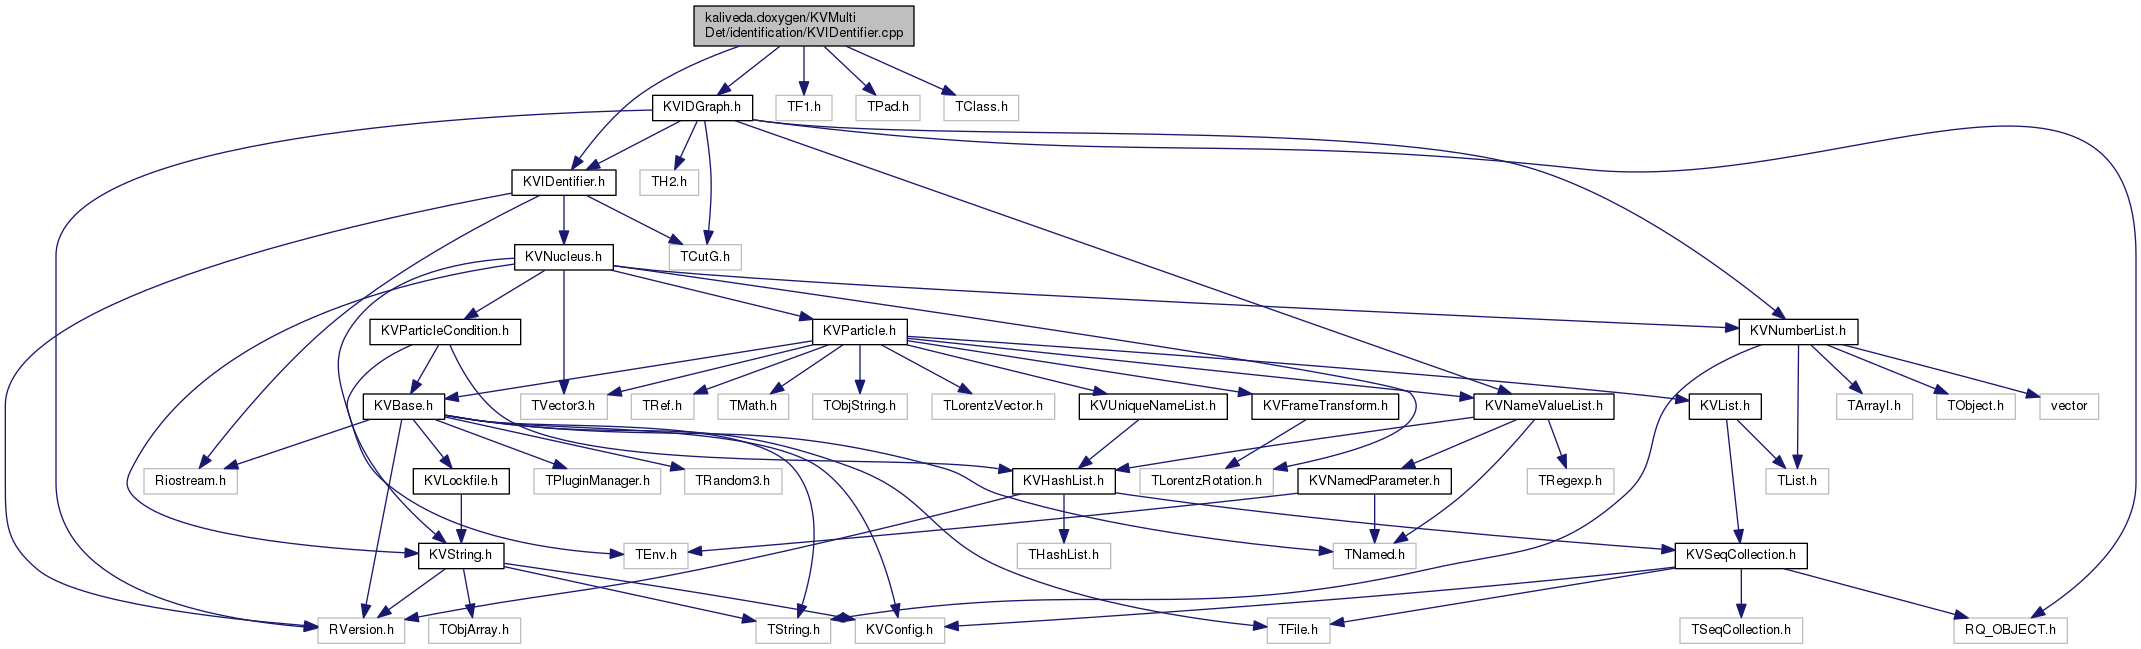 kaliveda.doxygen/KVMulti
Det/identification/KVIDentifier.cpp
KVIDGraph.h
TF1.h
TPad.h
TClass.h
KVIDentifier.h
TH2.h
KVNucleus.h
TCutG.h
KVParticleCondition.h
KVParticle.h
KVNumberList.h
KVBase.h
TVector3.h
TRef.h
TMath.h
TObjString.h
TLorentzVector.h
KVUniqueNameList.h
KVFrameTransform.h
KVNameValueList.h
KVList.h
TArrayI.h
TObject.h
vector
Riostream.h
KVLockfile.h
TPluginManager.h
TRandom3.h
KVHashList.h
TLorentzRotation.h
KVNamedParameter.h
TRegexp.h
TList.h
KVString.h
TEnv.h
THashList.h
TNamed.h
KVSeqCollection.h
RVersion.h
TObjArray.h
TString.h
KVConfig.h
TFile.h
TSeqCollection.h
RQ_OBJECT.h